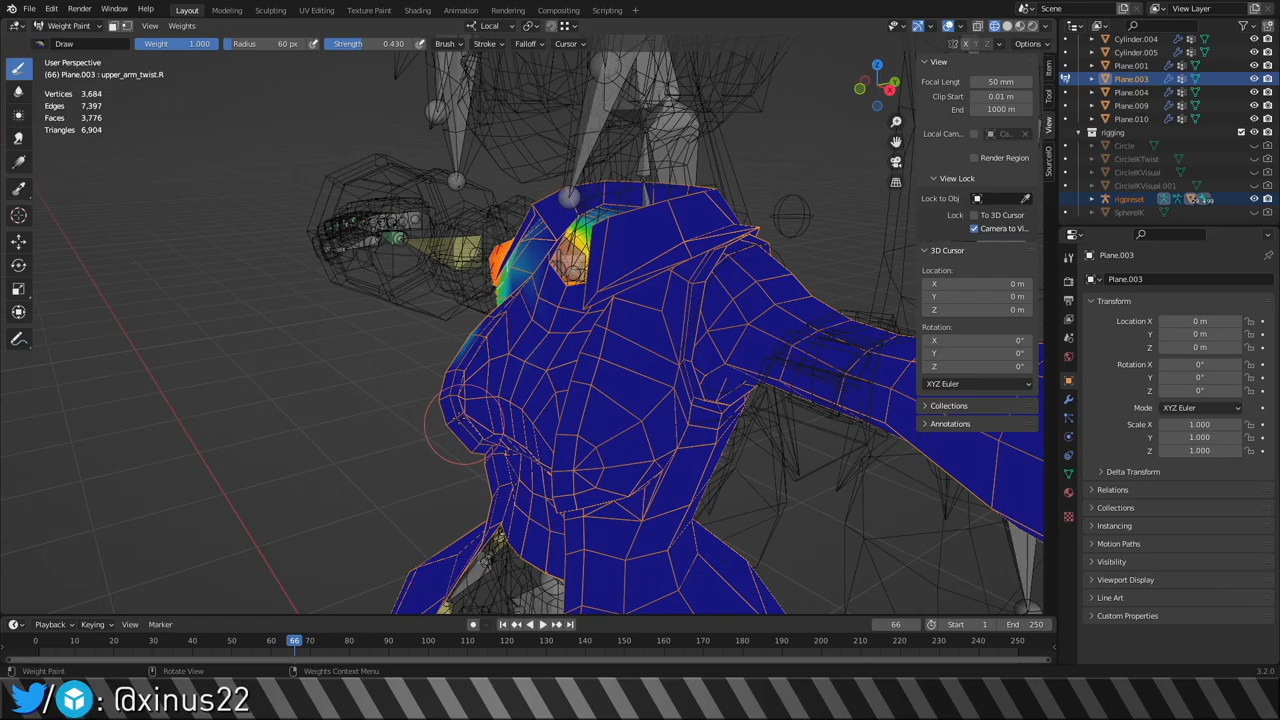 File Edit Render Window Help Layout Modeling Sculpting UV Editing Texture Paint Shading Animation Rendering Compositing Scripting + Scene View Layer
Weight Paint View Weights Local
Draw Weight 1.000 Radius 60 px Strength 0.430 Brush Stroke Falloff Cursor X Y Z Options
User Perspective
(66) Plane.003 : upper_arm_twist.R
Vertices 3,684
Edges 7,397
Faces 3,776
Triangles 6,904
Z
Y
X
View
Focal Lengt 50 mm
Clip Start 0.01 m
End 1000 m
Local Cam...
Render Region
View Lock
Lock to Obj
Lock To 3D Cursor
Camera to Vi...
3D Cursor
Location:
X 0 m
Y 0 m
Z 0 m
Rotation:
X 0°
Y 0°
Z 0°
XYZ Euler
Collections
Annotations
Item
Tool
View
SourceIO
Cylinder.004
Cylinder.005
Plane.001
Plane.003
Plane.004
Plane.009
Plane.010
rigging
Circle
CircleIKTwist
CircleIKVisual
CircleIKVisual.001
rigpreset
SphereIK
Plane.003
Plane.003
Transform
Location X 0 m
Y 0 m
Z 0 m
Rotation X 0°
Y 0°
Z 0°
Mode XYZ Euler
Scale X 1.000
Y 1.000
Z 1.000
Delta Transform
Relations
Collections
Instancing
Motion Paths
Visibility
Viewport Display
Line Art
Custom Properties
Playback Keying View Marker 66 Start 1 End 250
0 10 20 30 40 50 60 66 70 80 90 100 110 120 130 140 150 160 170 180 190 200 210 220 230 240 250
Weight Paint Rotate View Weights Context Menu 3.2.0
/ : @xinus22